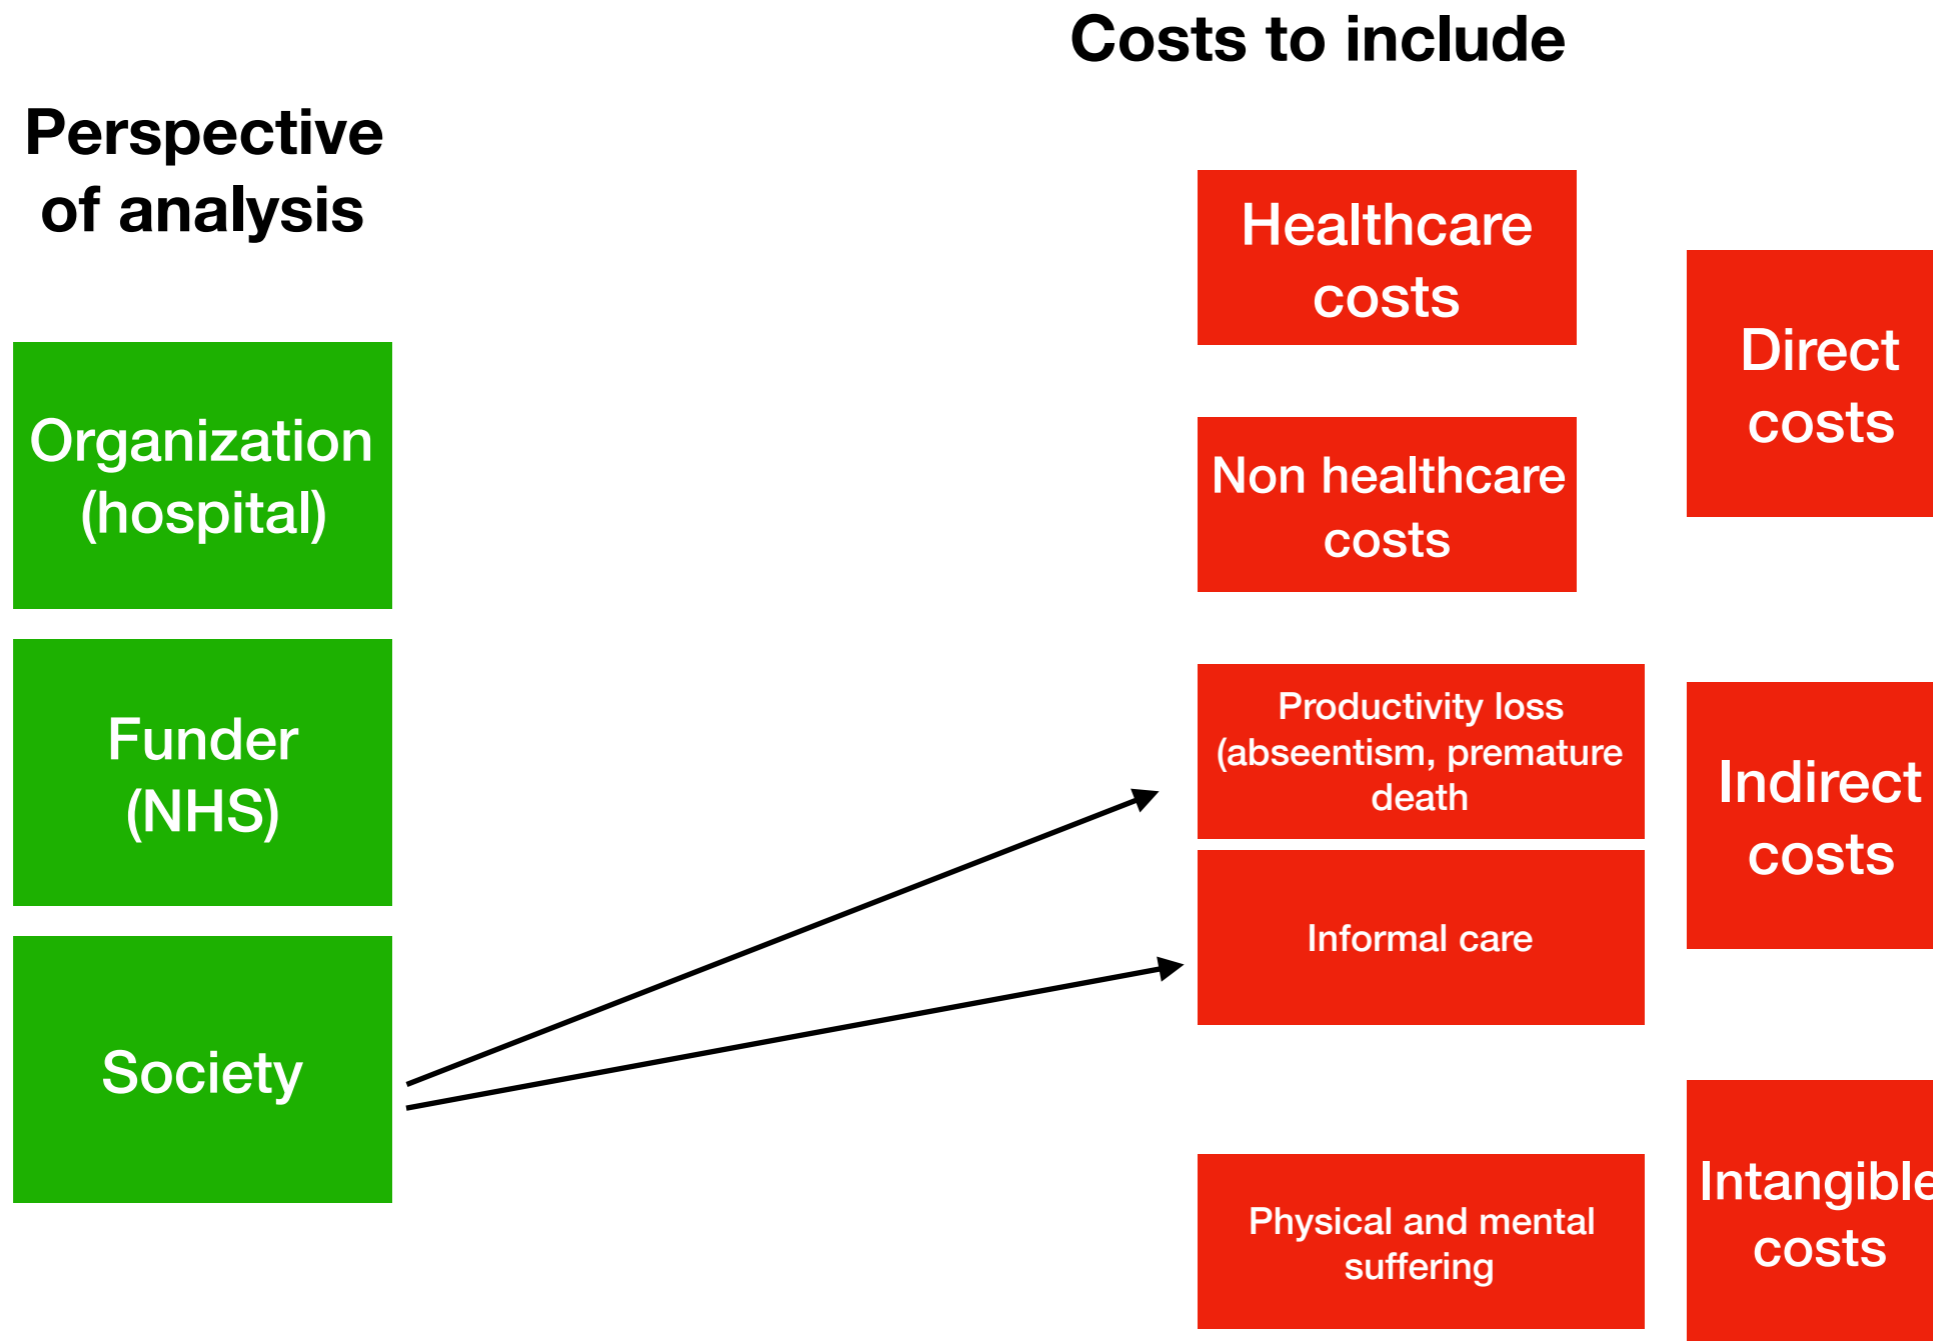 Costs to include
Perspective
of analysis
Organization
(hospital)
Funder
(NHS)
Society
Healthcare
costs
Non healthcare
costs
Productivity loss
(abseentism, premature
death
Informal care
Physical and mental
suffering
Direct
costs
Indirect
costs
Intangible
costs